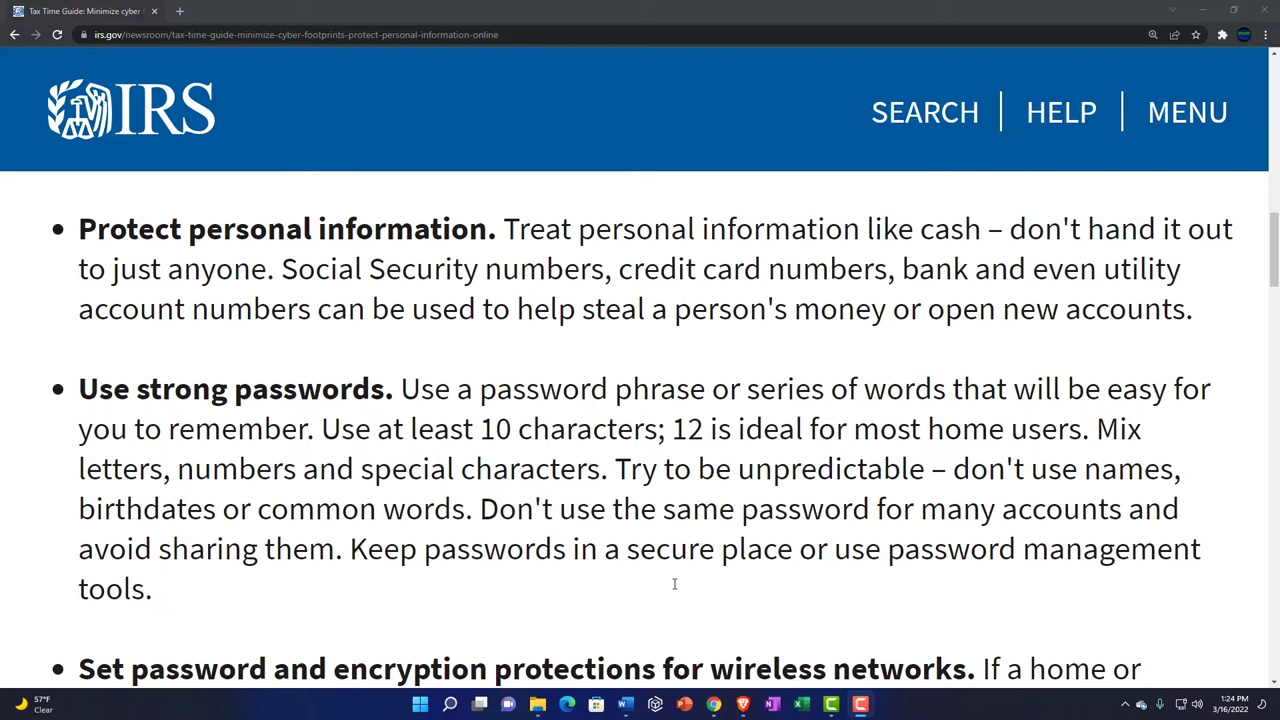 Tax Time Guide: Minimize cyber f
irs.gov/newsroom/tax-time-guide-minimize-cyber-footprints-protect-personal-information-online
IRS
SEARCH | HELP | MENU
• Protect personal information. Treat personal information like cash – don't hand it out
to just anyone. Social Security numbers, credit card numbers, bank and even utility
account numbers can be used to help steal a person's money or open new accounts.
• Use strong passwords. Use a password phrase or series of words that will be easy for
you to remember. Use at least 10 characters; 12 is ideal for most home users. Mix
letters, numbers and special characters. Try to be unpredictable – don't use names,
birthdates or common words. Don't use the same password for many accounts and
avoid sharing them. Keep passwords in a secure place or use password management
tools.
• Set password and encryption protections for wireless networks. If a home or
57°F
Clear
1:24 PM
3/16/2022